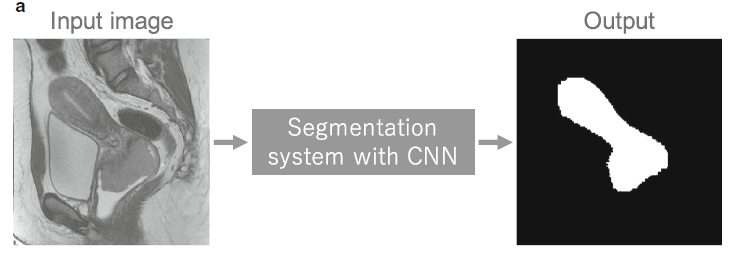 a
Input image
Output
Segmentation
system with CNN